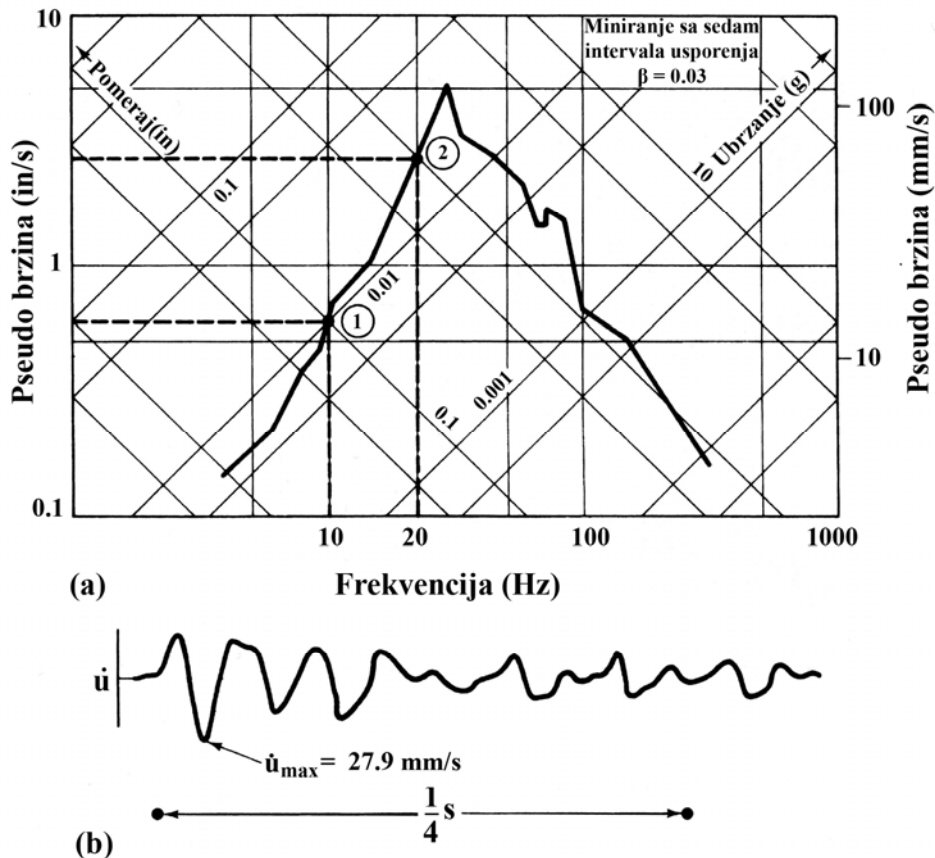 10
Miniranje sa sedam
intervala usporenja
β = 0.03
Pomeraj(in)
10 Ubrzanje (g)
100
0.1
2
1
0.01
1
10
0.1 0.001
0.1
Pseudo brzina (in/s)
Pseudo brzina (mm/s)
10 20 100 1000
(a) Frekvencija (Hz)
u̇
u̇max = 27.9 mm/s
1/4 s
(b)